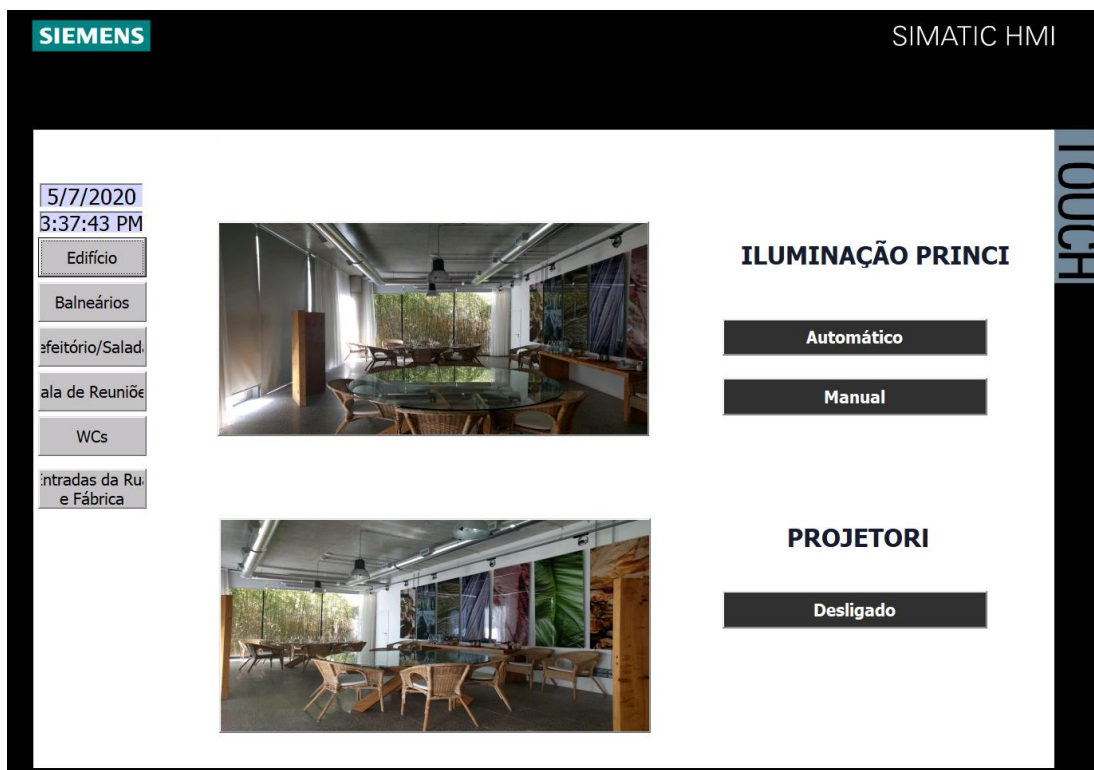 SIEMENS
SIMATIC HMI
TOUCH
5/7/2020
3:37:43 PM
Edifício
Balneários
efeitório/Salad
ala de Reuniõe
WCs
ntradas da Ru
e Fábrica
ILUMINAÇÃO PRINCI
Automático
Manual
PROJETORI
Desligado